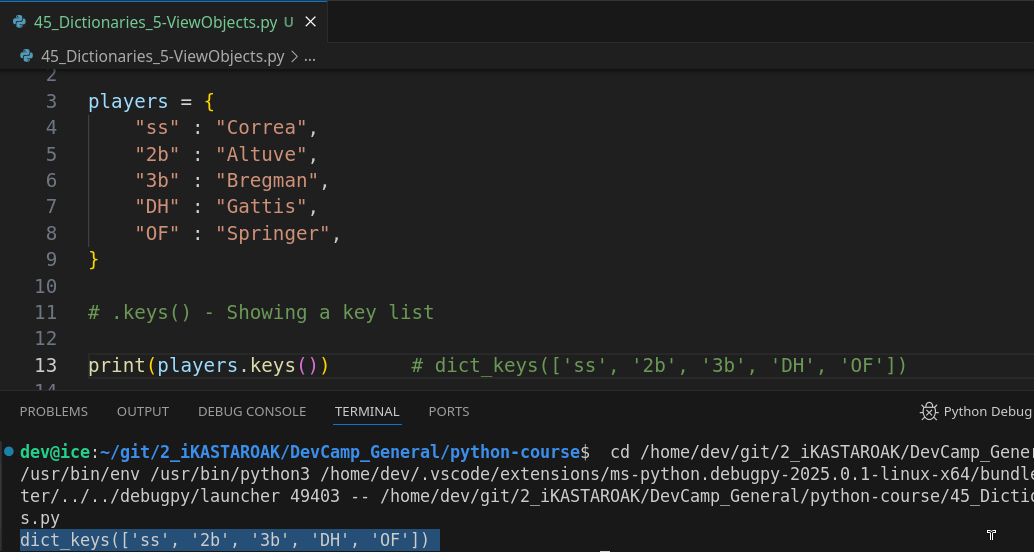 45_Dictionaries_5-ViewObjects.py U
45_Dictionaries_5-ViewObjects.py > ...
2
3 players = {
4 "ss" : "Correa",
5 "2b" : "Altuve",
6 "3b" : "Bregman",
7 "DH" : "Gattis",
8 "OF" : "Springer",
9 }
10
11 # .keys() - Showing a key list
12
13 print(players.keys()) # dict_keys(['ss', '2b', '3b', 'DH', 'OF'])
14
PROBLEMS OUTPUT DEBUG CONSOLE TERMINAL PORTS Python Debug
dev@ice:~/git/2_iKASTAROAK/DevCamp_General/python-course$ cd /home/dev/git/2_iKASTAROAK/DevCamp_Gener
/usr/bin/env /usr/bin/python3 /home/dev/.vscode/extensions/ms-python.debugpy-2025.0.1-linux-x64/bundle
ter/../../debugpy/launcher 49403 -- /home/dev/git/2_iKASTAROAK/DevCamp_General/python-course/45_Dictio
s.py
dict_keys(['ss', '2b', '3b', 'DH', 'OF'])